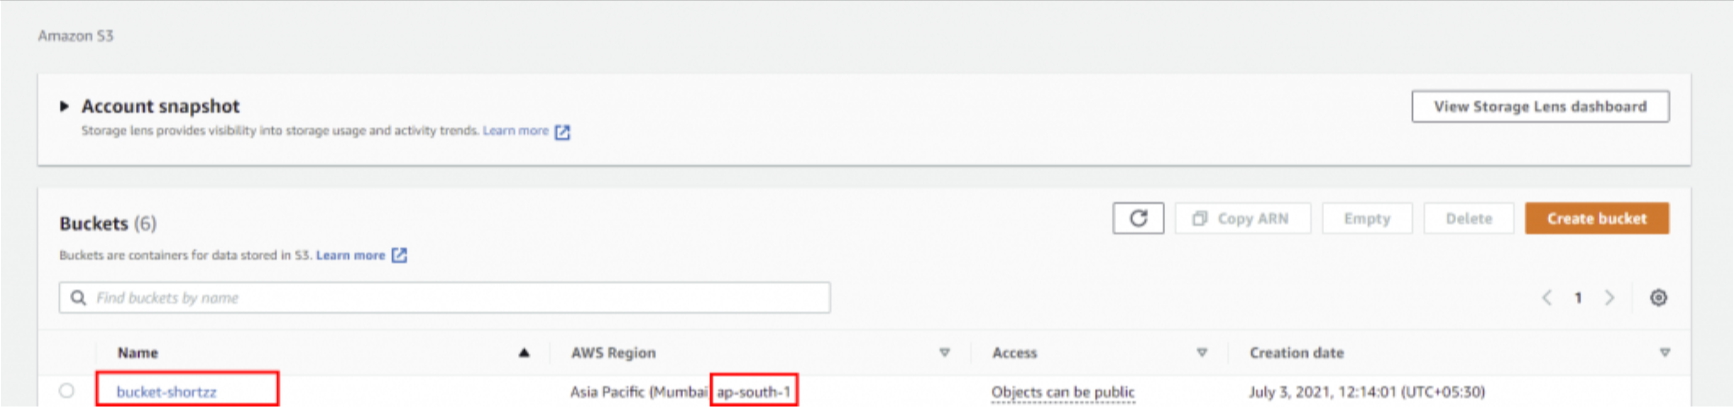 Amazon S3
Account snapshot
View Storage Lens dashboard
Storage lens provides visibility into storage usage and activity trends. Learn more
Buckets (6)
Copy ARN
Empty
Delete
Create bucket
Buckets are containers for data stored in S3. Learn more
Find buckets by name
1
Name
AWS Region
Access
Creation date
bucket-shortzz
Asia Pacific (Mumbai ap-south-1
Objects can be public
July 3, 2021, 12:14:01 (UTC+05:30)